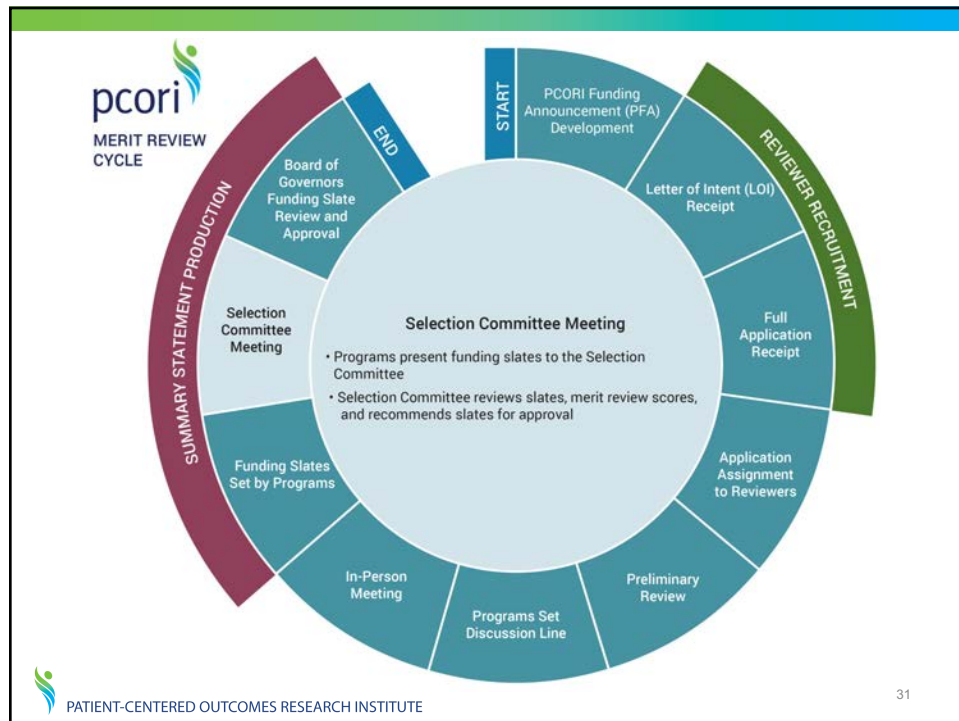 pcori
MERIT REVIEW
CYCLE
START
PCORI Funding
Announcement (PFA)
Development
REVIEWER RECRUITMENT
Letter of Intent (LOI)
Receipt
Full
Application
Receipt
Application
Assignment
to Reviewers
Preliminary
Review
Programs Set
Discussion Line
In-Person
Meeting
Funding Slates
Set by Programs
Selection
Committee
Meeting
Board of
Governors
Funding Slate
Review and
Approval
END
SUMMARY STATEMENT PRODUCTION
Selection Committee Meeting
• Programs present funding slates to the Selection
Committee
• Selection Committee reviews slates, merit review scores,
and recommends slates for approval
PATIENT-CENTERED OUTCOMES RESEARCH INSTITUTE
31